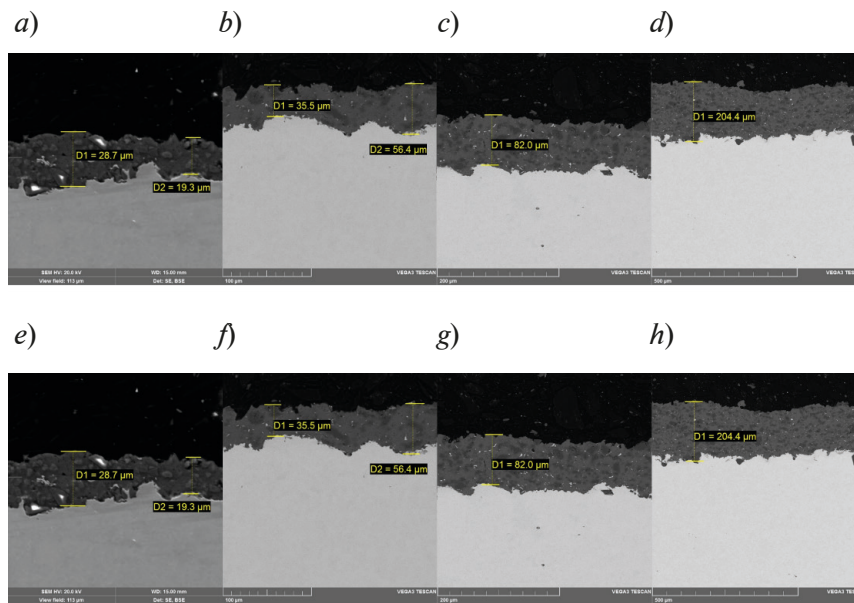 a) b) c) d)
D1 = 28.7 µm
D2 = 19.3 µm
SEM HV: 20.0 kV WD: 15.00 mm
View field: 113 µm Det: SE, BSE
D1 = 35.5 µm
D2 = 56.4 µm
VEGA3 TESCAN
100 µm
D1 = 82.0 µm
VEGA3 TESCAN
200 µm
D1 = 204.4 µm
500 µm
e) f) g) h)
D1 = 28.7 µm
D2 = 19.3 µm
SEM HV: 20.0 kV WD: 15.00 mm
View field: 113 µm Det: SE, BSE
D1 = 35.5 µm
D2 = 56.4 µm
VEGA3 TESCAN
100 µm
D1 = 82.0 µm
VEGA3 TESCAN
200 µm
D1 = 204.4 µm
500 µm